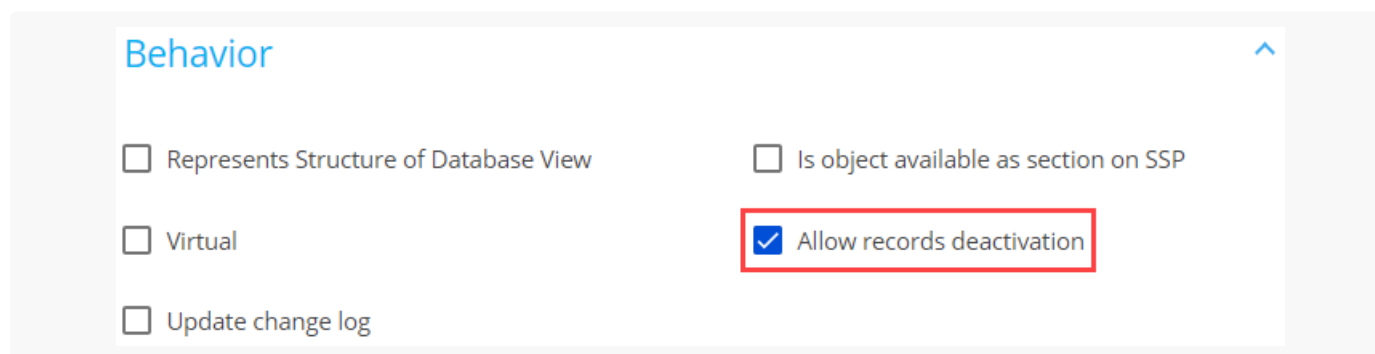 Behavior
Represents Structure of Database View
Is object available as section on SSP
Virtual
Allow records deactivation
Update change log